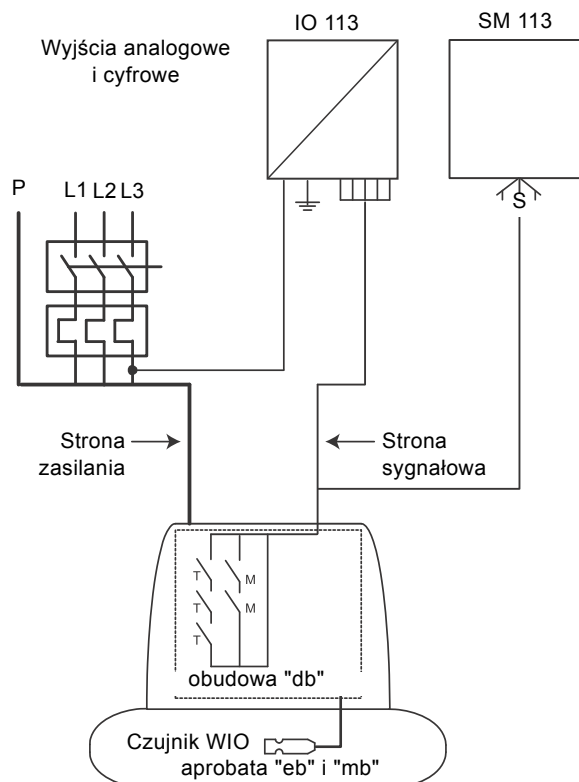 IO 113
SM 113
Wyjścia analogowe
i cyfrowe
P
L1 L2 L3
S
Strona
zasilania
Strona
sygnałowa
T
M
T
M
T
obudowa "db"
Czujnik WIO
aprobata "eb" i "mb"